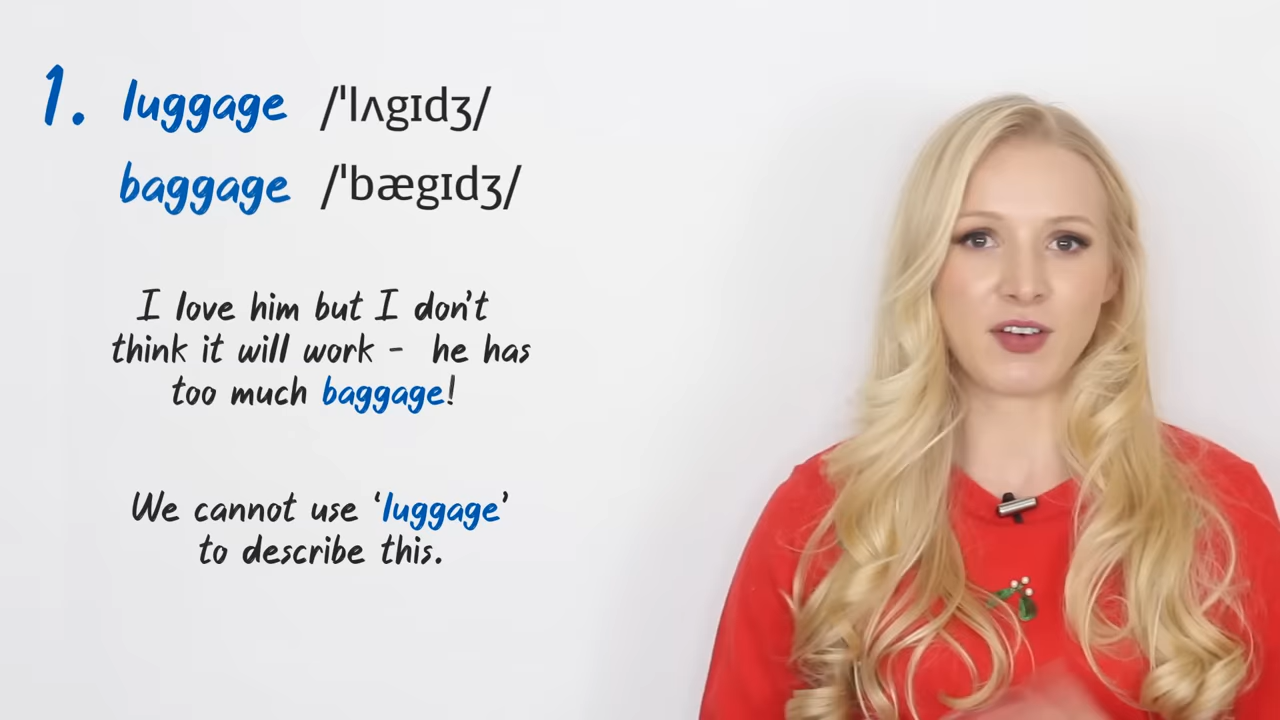 1. luggage /ˈlʌgɪdʒ/
baggage /ˈbægɪdʒ/
I love him but I don't
think it will work - he has
too much baggage!
We cannot use ‘luggage’
to describe this.